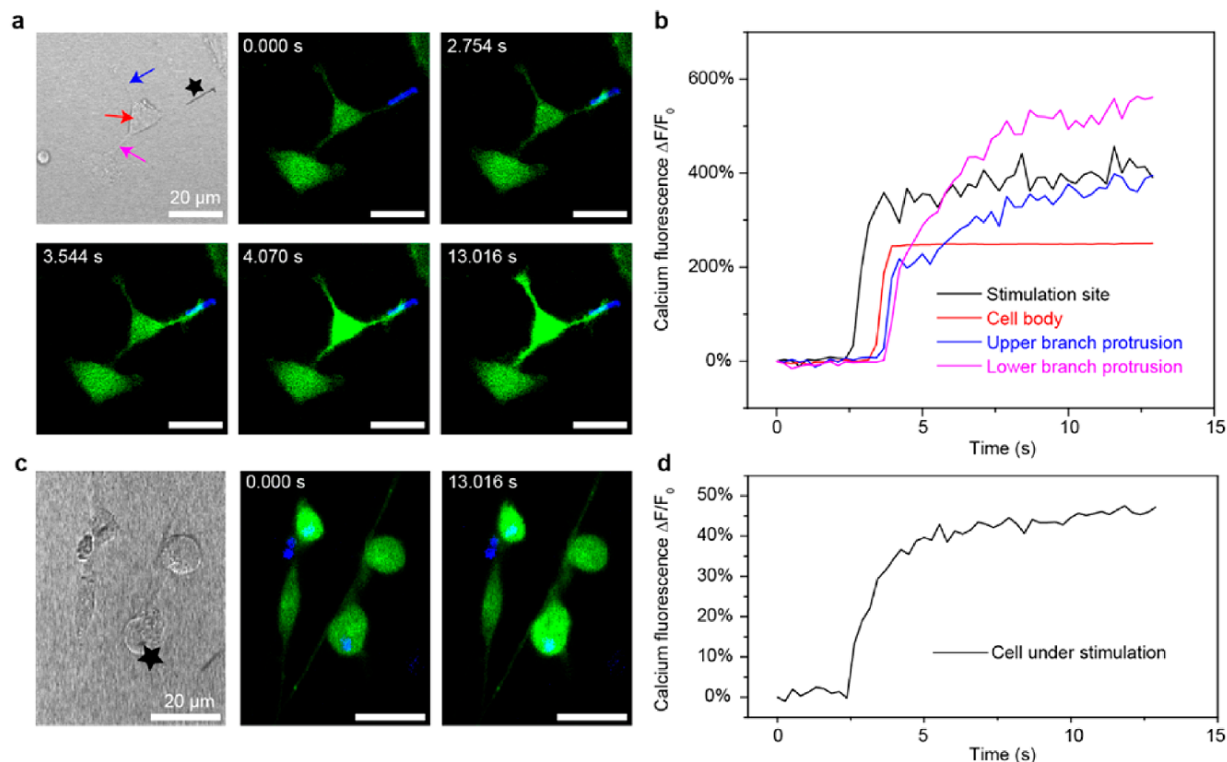 a
20 μm
0.000 s
2.754 s
3.544 s
4.070 s
13.016 s
b
Calcium fluorescence ΔF/F₀
600%
400%
200%
0%
Stimulation site
Cell body
Upper branch protrusion
Lower branch protrusion
0
5
10
15
Time (s)
c
20 μm
0.000 s
13.016 s
d
Calcium fluorescence ΔF/F₀
50%
40%
30%
20%
10%
0%
Cell under stimulation
0
5
10
15
Time (s)